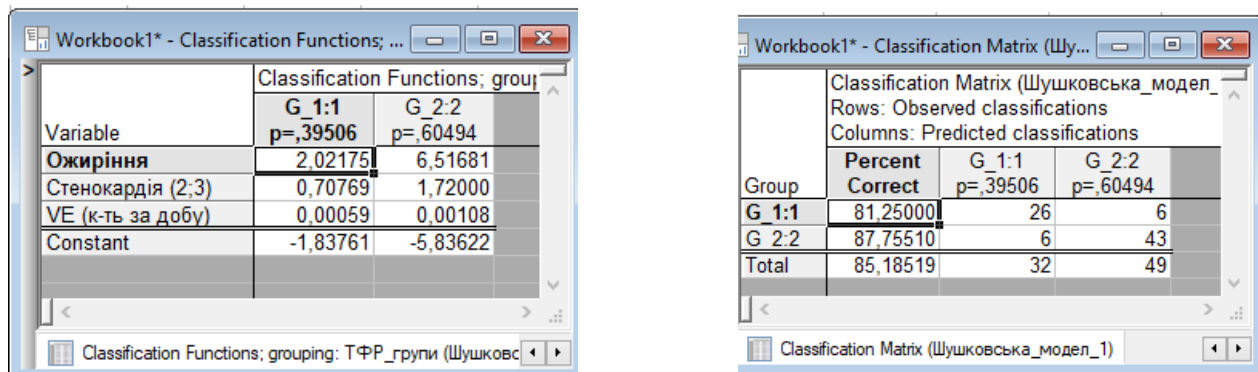 Workbook1* - Classification Functions; ...
Classification Functions; grou
G_1:1 G_2:2
Variable p=,39506 p=,60494
Ожиріння 2,02175 6,51681
Стенокардія (2;3) 0,70769 1,72000
VE (к-ть за добу) 0,00059 0,00108
Constant -1,83761 -5,83622
Classification Functions; grouping: ТФР_групи (Шушковс
Workbook1* - Classification Matrix (Шу...
Classification Matrix (Шушковська_модел_
Rows: Observed classifications
Columns: Predicted classifications
Percent G_1:1 G_2:2
Group Correct p=,39506 p=,60494
G_1:1 81,25000 26 6
G_2:2 87,75510 6 43
Total 85,18519 32 49
Classification Matrix (Шушковська_модел_1)